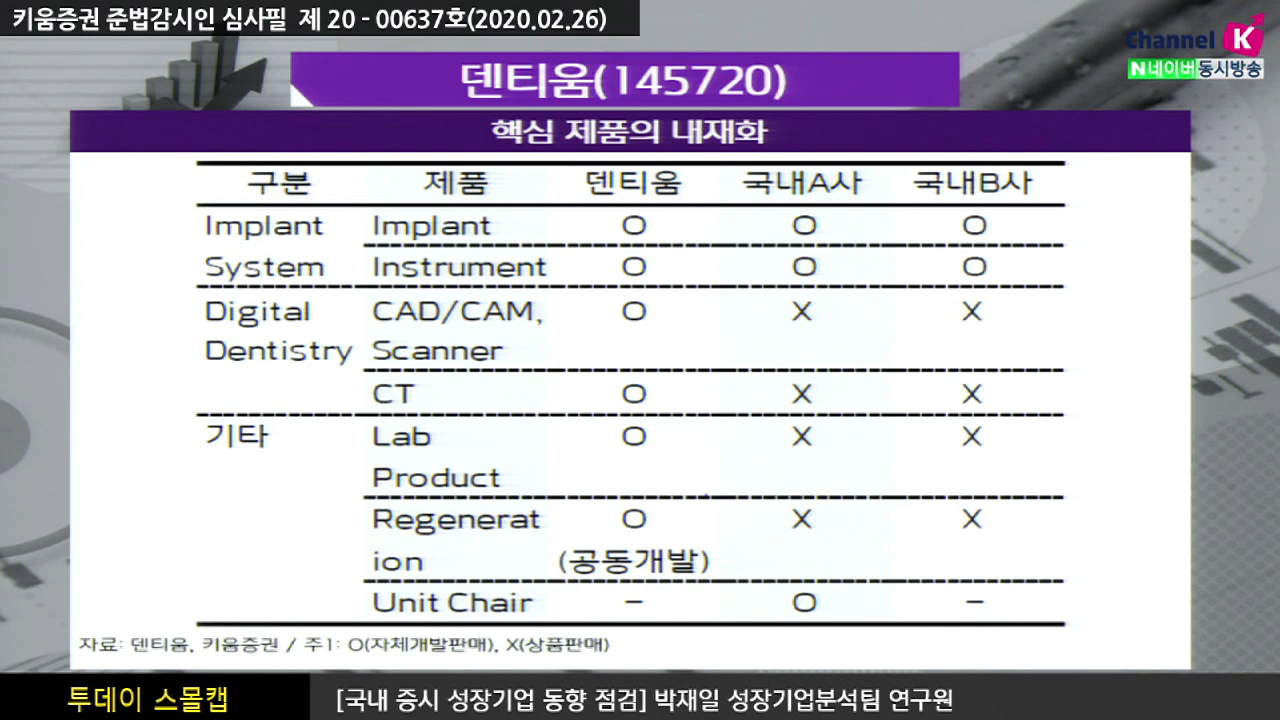 키움증권 준법감시인 심사필 제 20 - 00637호(2020.02.26)
Channel K
N 네이버 동시방송
덴티움(145720)
핵심 제품의 내재화
구분 제품 덴티움 국내A사 국내B사
Implant Implant O O O
System Instrument O O O
Digital CAD/CAM, O X X
Dentistry Scanner
CT O X X
기타 Lab O X X
Product
Regenerat O X X
ion (공동개발)
Unit Chair – O –
자료: 덴티움, 키움증권 / 주1: O(자체개발판매), X(상품판매)
투데이 스몰캡
[국내 증시 성장기업 동향 점검] 박재일 성장기업분석팀 연구원